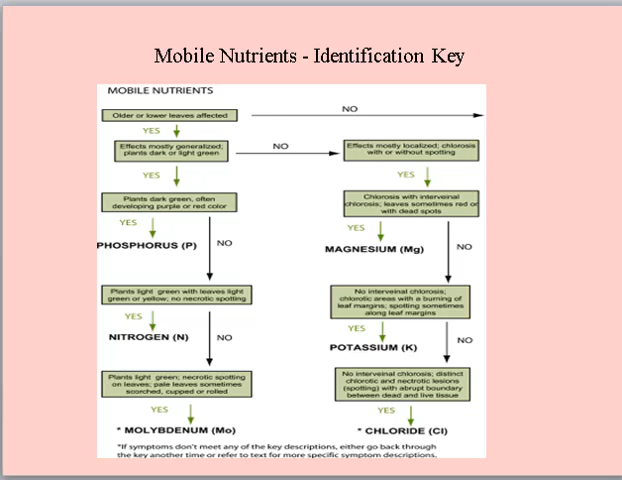 Mobile Nutrients - Identification Key
MOBILE NUTRIENTS
NO
Older or lower leaves affected
YES
Effects mostly generalized;
plants dark or light green
NO
Effects mostly localized; chlorosis
with or without spotting
YES
YES
Plants dark green, often
developing purple or red color
Chlorosis with interveinal
chlorosis; leaves sometimes red or
with dead spots
YES
NO
PHOSPHORUS (P)
YES
NO
MAGNESIUM (Mg)
Plants light green with leaves light
green or yellow; no necrotic spotting
No interveinal chlorosis;
chlorotic areas with a burning of
leaf margins; spotting sometimes
along leaf margins
YES
NO
NITROGEN (N)
YES
NO
POTASSIUM (K)
Plants light green; necrotic spotting
on leaves; pale leaves sometimes
scorched, cupped or rolled
No interveinal chlorosis; distinct
chlorotic and nectrotic lesions
(spotting) with abrupt boundary
between dead and live tissue
YES
YES
* MOLYBDENUM (Mo)
* CHLORIDE (Cl)
*If symptoms don't meet any of the key descriptions, either go back through
the key another time or refer to text for more specific symptom descriptions.